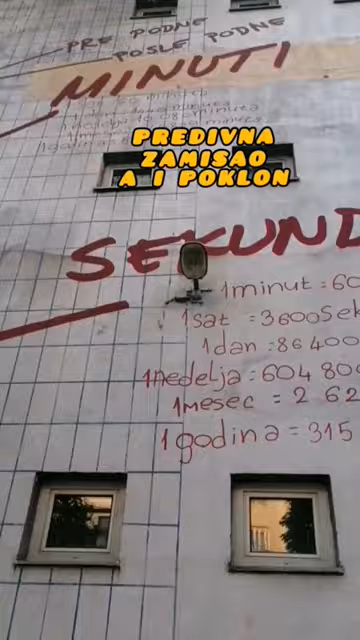 PRE PODNE
POSLE PODNE
MINUTI
PREDIVNA
ZAMISAO
A I POKLON
SEKUND
1minut = 60
1sat = 3600sek
1dan = 86400
1nedelja = 604 800
1mesec = 2 62
1godina = 315